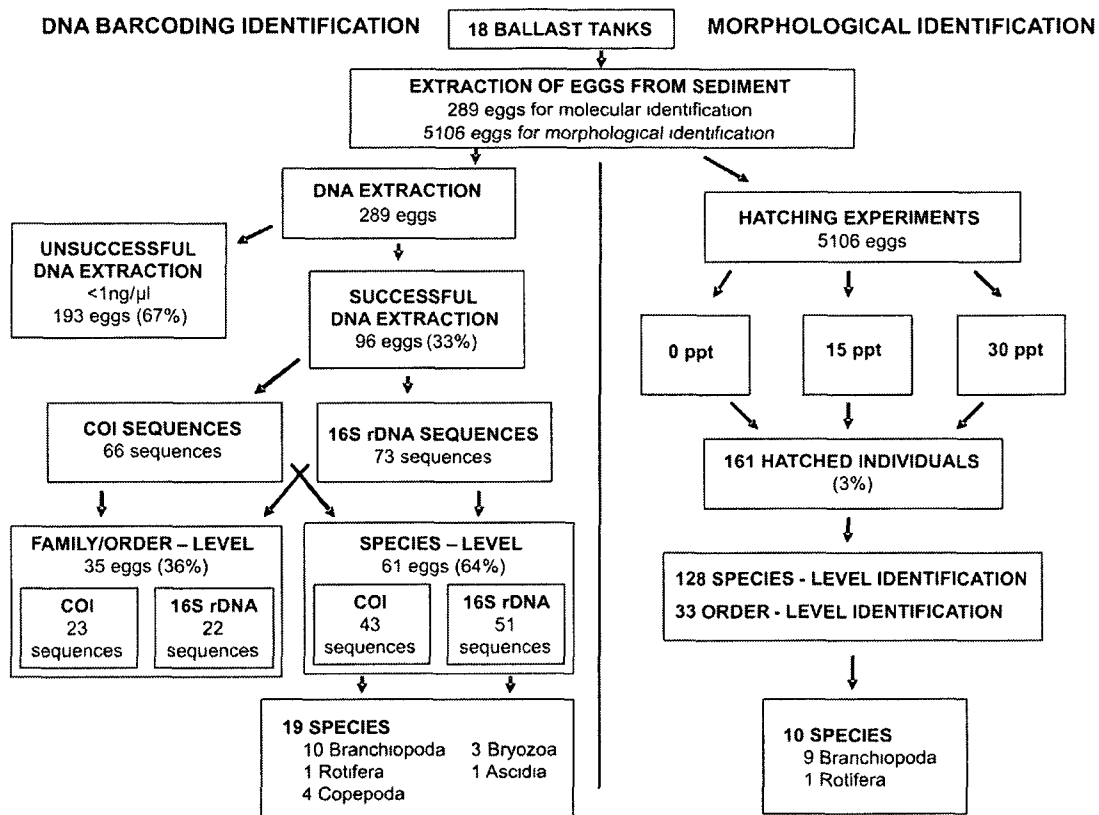 DNA BARCODING IDENTIFICATION
18 BALLAST TANKS
MORPHOLOGICAL IDENTIFICATION
EXTRACTION OF EGGS FROM SEDIMENT
289 eggs for molecular identification
5106 eggs for morphological identification
DNA EXTRACTION
289 eggs
UNSUCCESSFUL
DNA EXTRACTION
<1ng/µl
193 eggs (67%)
SUCCESSFUL
DNA EXTRACTION
96 eggs (33%)
COI SEQUENCES
66 sequences
16S rDNA SEQUENCES
73 sequences
FAMILY/ORDER – LEVEL
35 eggs (36%)
COI
23
sequences
16S rDNA
22
sequences
SPECIES – LEVEL
61 eggs (64%)
COI
43
sequences
16S rDNA
51
sequences
19 SPECIES
10 Branchiopoda
1 Rotifera
4 Copepoda
3 Bryozoa
1 Ascidia
HATCHING EXPERIMENTS
5106 eggs
0 ppt
15 ppt
30 ppt
161 HATCHED INDIVIDUALS
(3%)
128 SPECIES - LEVEL IDENTIFICATION
33 ORDER - LEVEL IDENTIFICATION
10 SPECIES
9 Branchiopoda
1 Rotifera